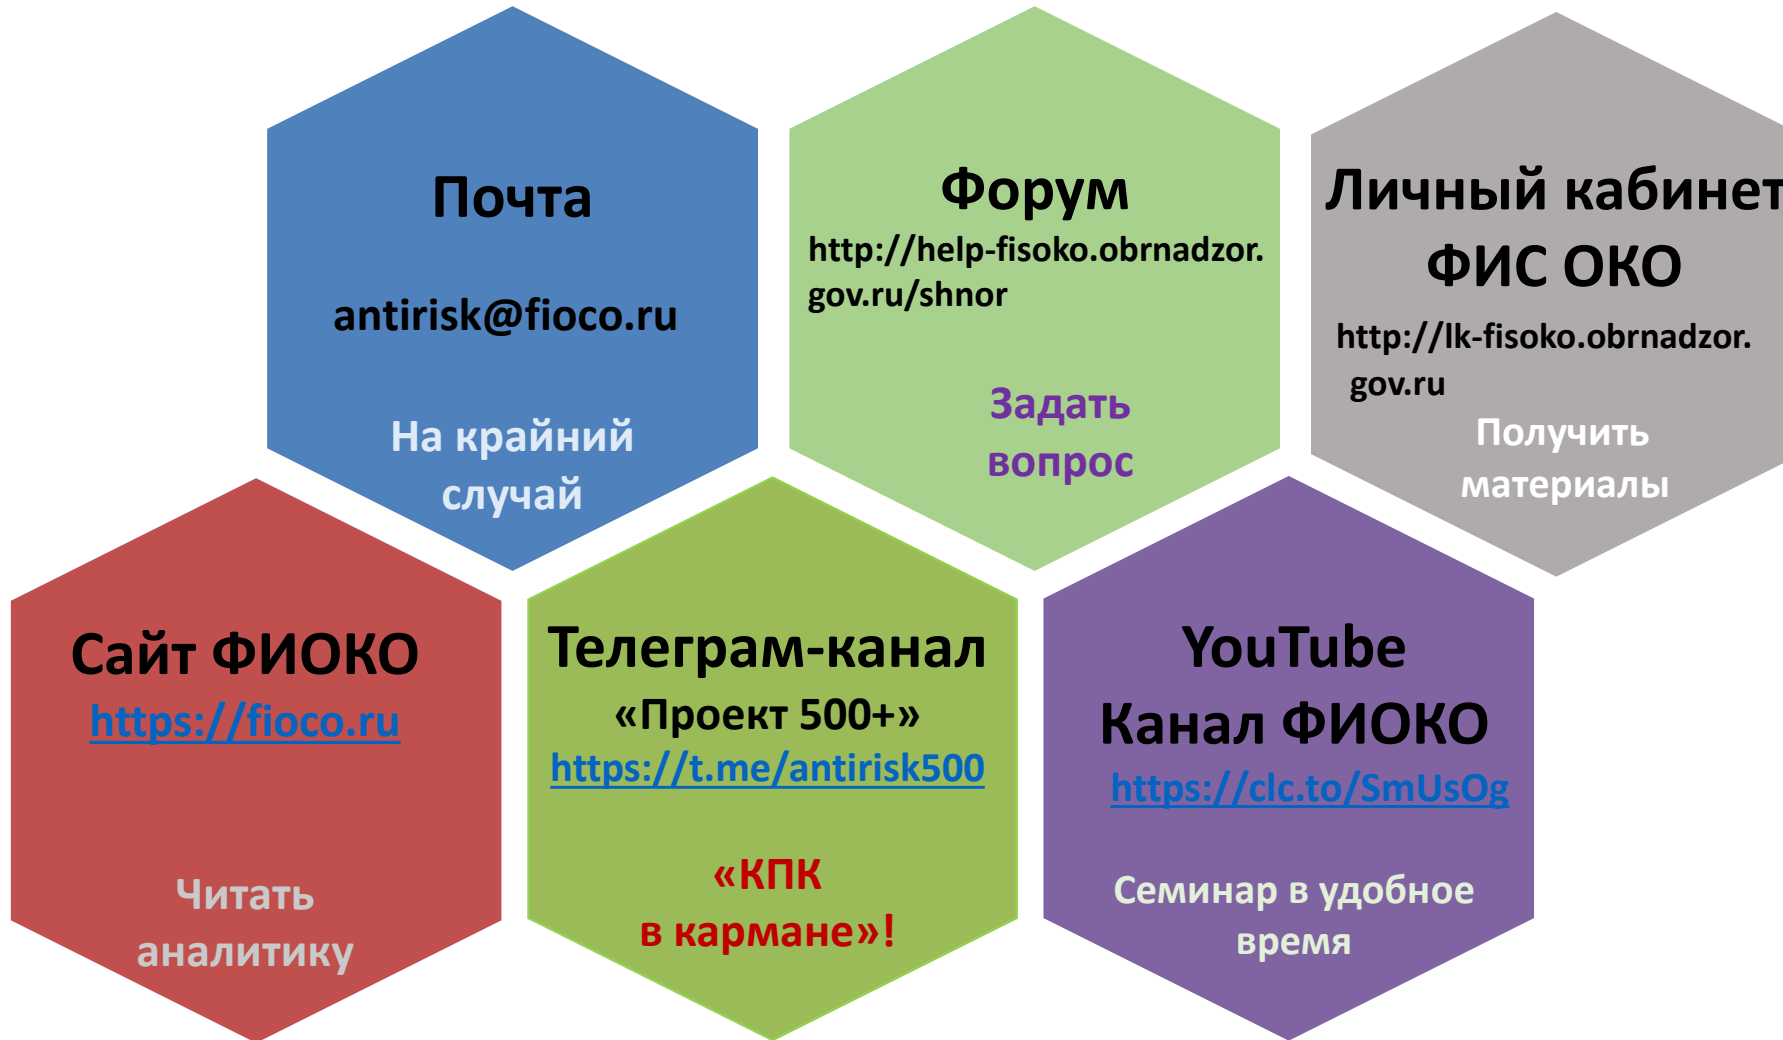 Почта
antirisk@fioco.ru
На крайний
случай
Форум
http://help-fisoko.obrnadzor.
gov.ru/shnor
Задать
вопрос
Личный кабинет
ФИС ОКО
http://lk-fisoko.obrnadzor.
gov.ru
Получить
материалы
Сайт ФИОКО
https://fioco.ru
Читать
аналитику
Телеграм-канал
«Проект 500+»
https://t.me/antirisk500
«КПК
в кармане»!
YouTube
Канал ФИОКО
https://clc.to/SmUsOg
Семинар в удобное
время